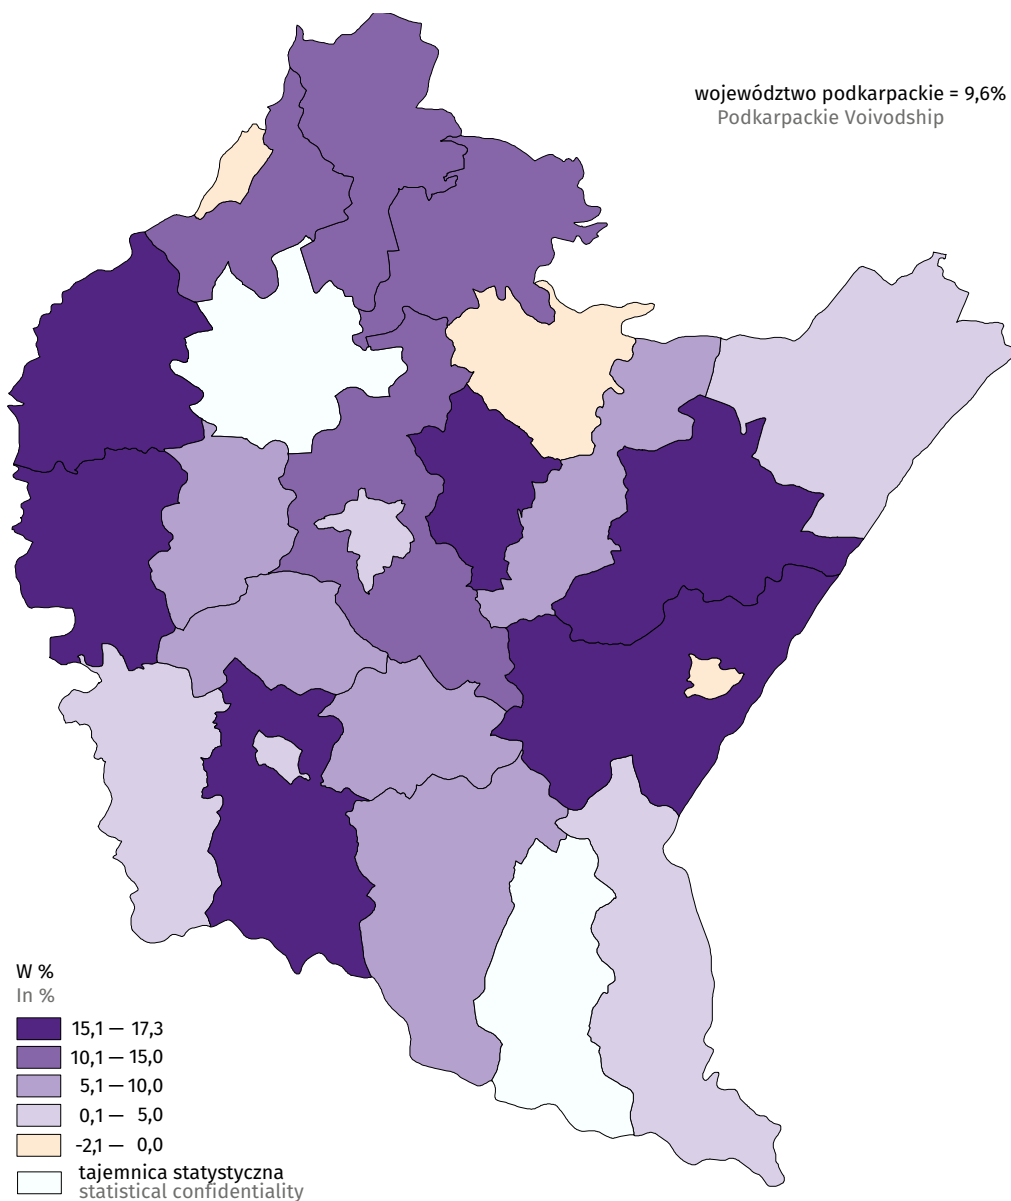 województwo podkarpackie = 9,6%
Podkarpackie Voivodship
W %
In %
15,1 — 17,3
10,1 — 15,0
5,1 — 10,0
0,1 — 5,0
-2,1 — 0,0
tajemnica statystyczna
statistical confidentiality